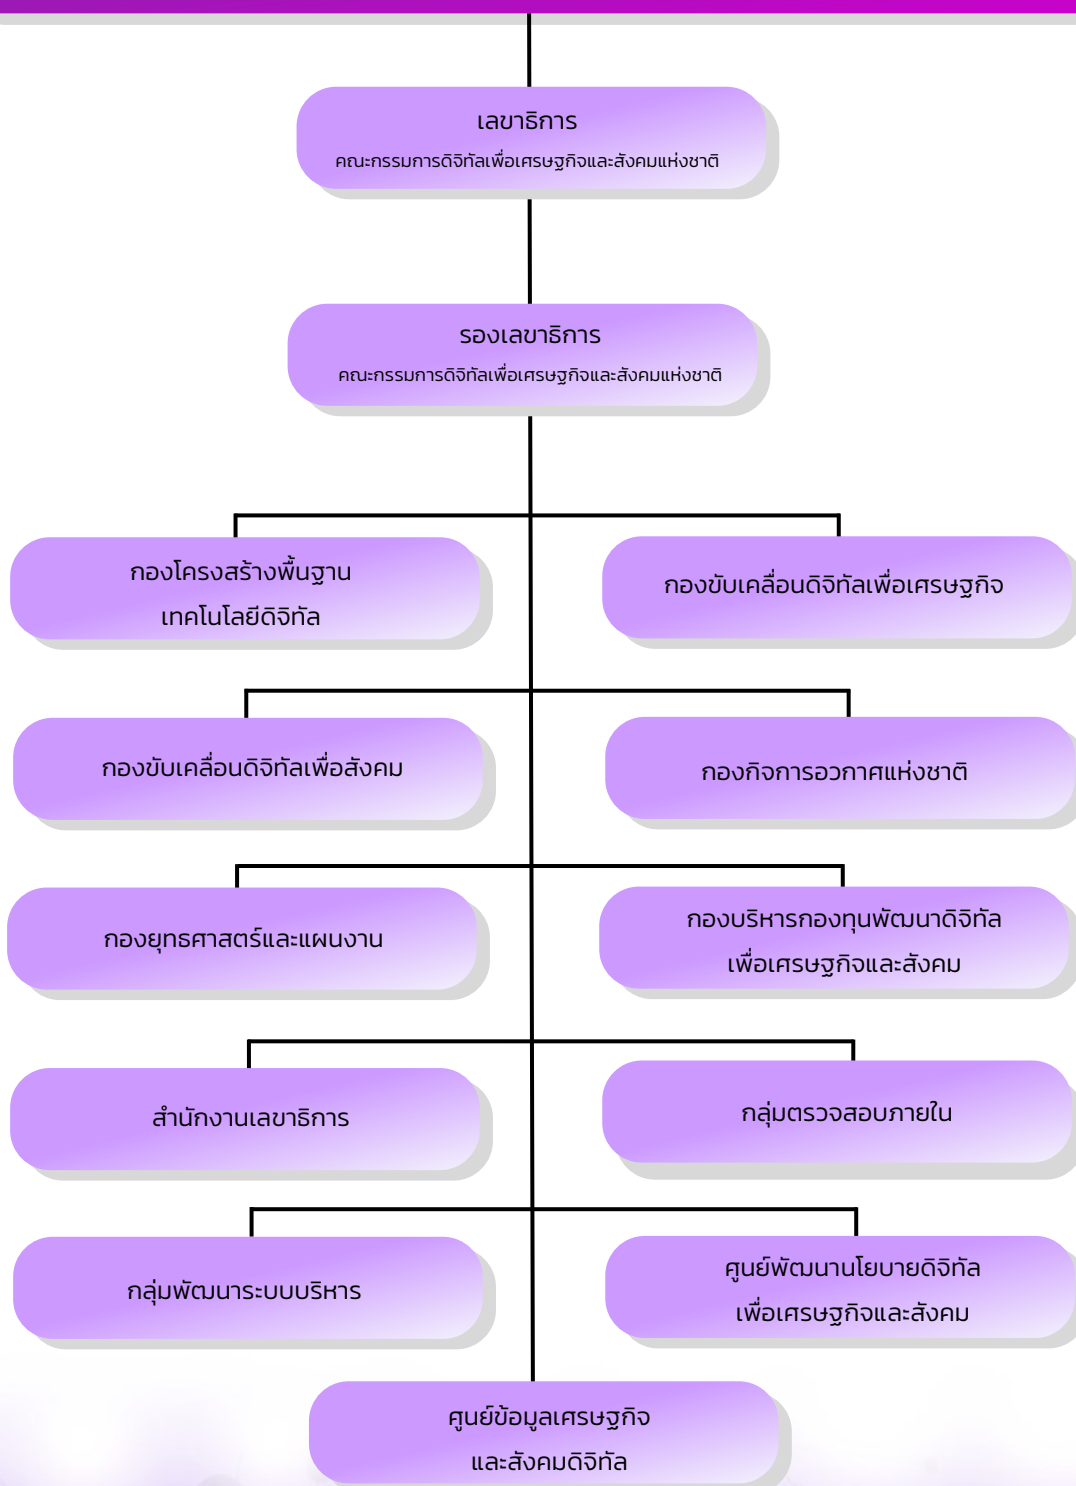 เลขาธิการ
คณะกรรมการดิจิทัลเพื่อเศรษฐกิจและสังคมแห่งชาติ
รองเลขาธิการ
คณะกรรมการดิจิทัลเพื่อเศรษฐกิจและสังคมแห่งชาติ
กองโครงสร้างพื้นฐาน
เทคโนโลยีดิจิทัล
กองขับเคลื่อนดิจิทัลเพื่อเศรษฐกิจ
กองขับเคลื่อนดิจิทัลเพื่อสังคม
กองกิจการอวกาศแห่งชาติ
กองยุทธศาสตร์และแผนงาน
กองบริหารกองทุนพัฒนาดิจิทัล
เพื่อเศรษฐกิจและสังคม
สำนักงานเลขาธิการ
กลุ่มตรวจสอบภายใน
กลุ่มพัฒนาระบบบริหาร
ศูนย์พัฒนานโยบายดิจิทัล
เพื่อเศรษฐกิจและสังคม
ศูนย์ข้อมูลเศรษฐกิจ
และสังคมดิจิทัล